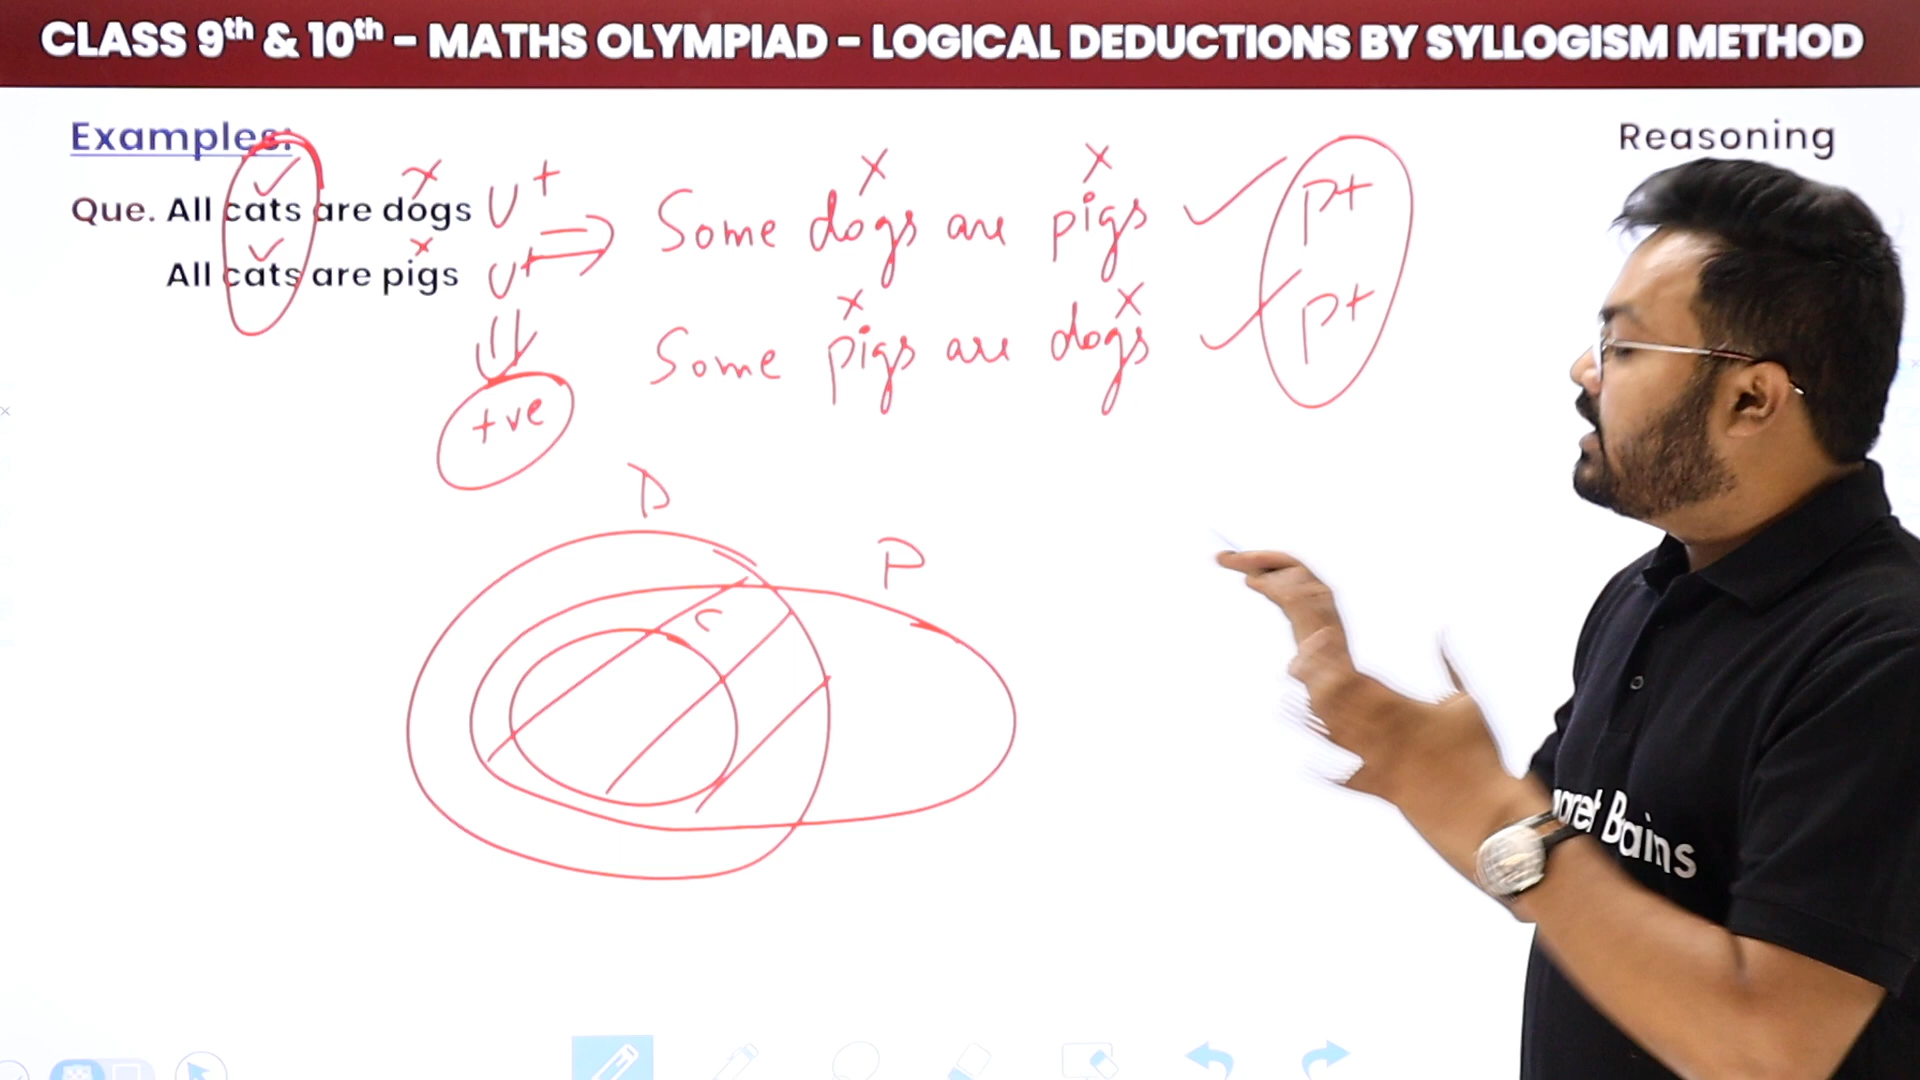 CLASS 9th & 10th – MATHS OLYMPIAD – LOGICAL DEDUCTIONS BY SYLLOGISM METHOD
Examples:
Reasoning
Que. All cats are dogs U+ ⇒ Some dogs are pigs ✓ P+
All cats are pigs U+
Some pigs are dogs ✓ P+
+ve
D
P
C
Brains